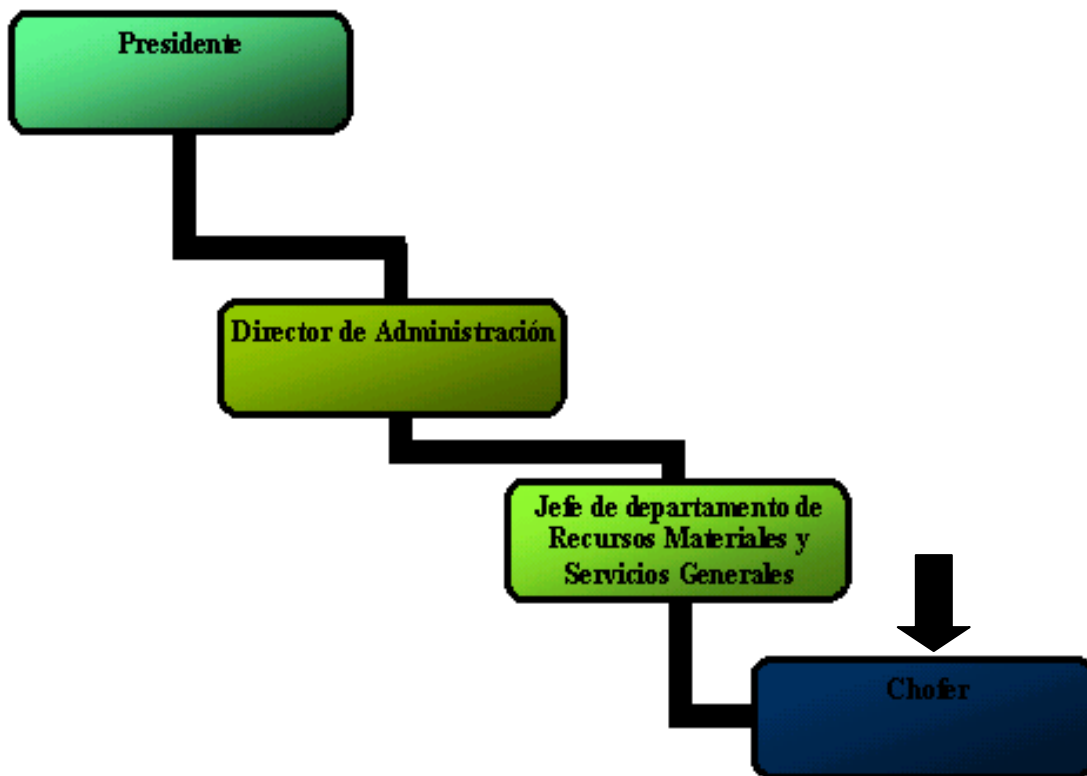 Presidente
Director de Administración
Jefe de departamento de
Recursos Materiales y
Servicios Generales
Chofer